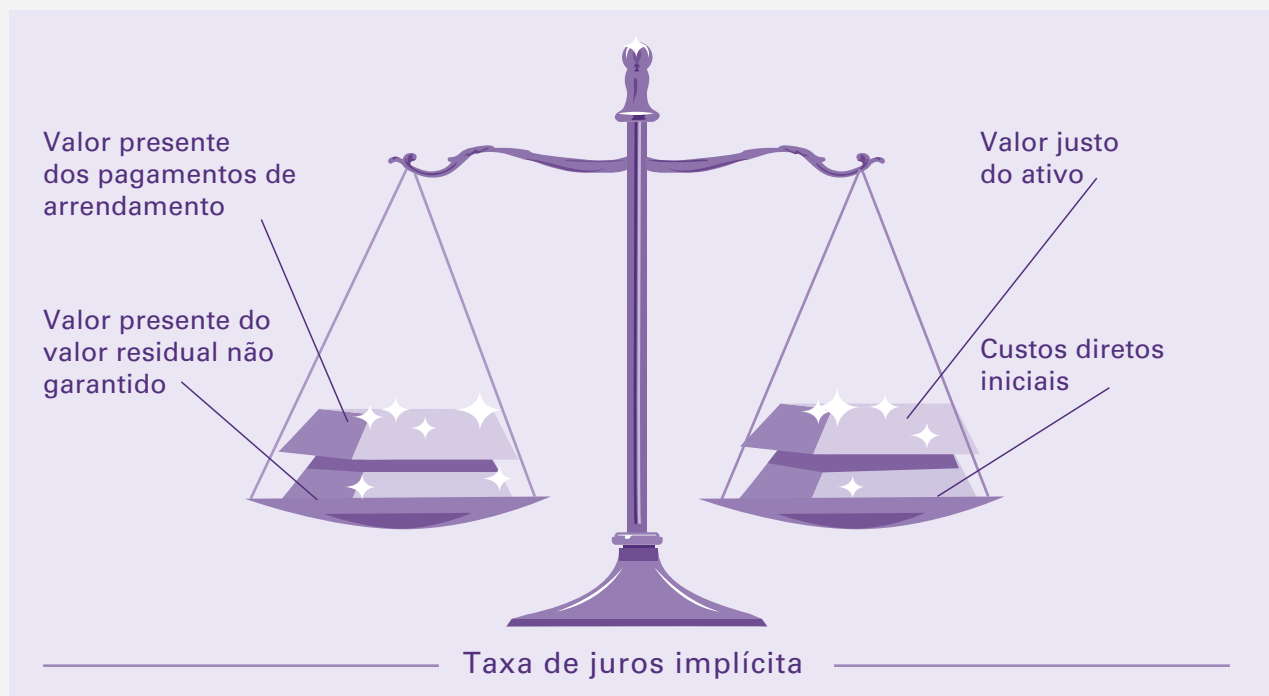 Valor presente
dos pagamentos de
arrendamento
Valor presente do
valor residual não
garantido
Valor justo
do ativo
Custos diretos
iniciais
Taxa de juros implícita